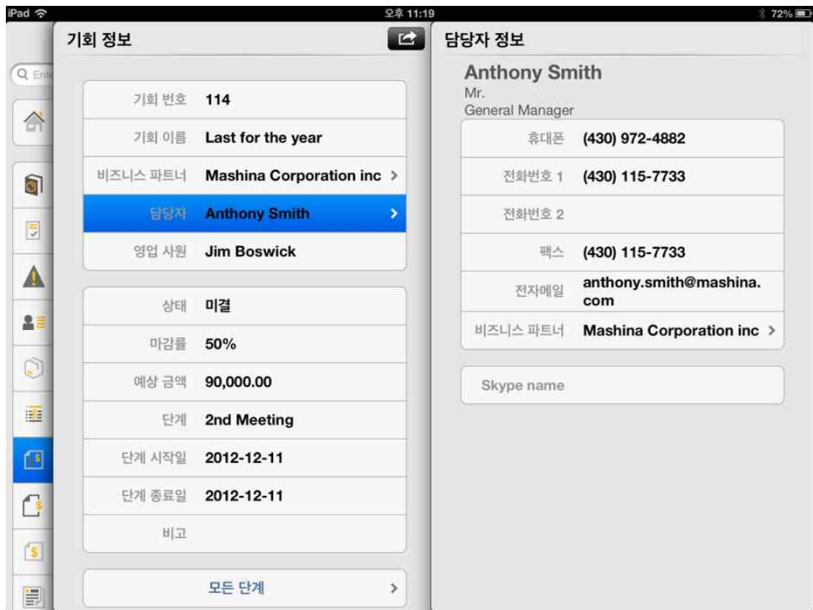 iPad
오후 11:19
72%
Ente
기회 정보
기회 번호 114
기회 이름 Last for the year
비즈니스 파트너 Mashina Corporation inc
담당자 Anthony Smith
영업 사원 Jim Boswick
상태 미결
마감률 50%
예상 금액 90,000.00
단계 2nd Meeting
단계 시작일 2012-12-11
단계 종료일 2012-12-11
비고
모든 단계
담당자 정보
Anthony Smith
Mr.
General Manager
휴대폰 (430) 972-4882
전화번호 1 (430) 115-7733
전화번호 2
팩스 (430) 115-7733
전자메일 anthony.smith@mashina.
com
비즈니스 파트너 Mashina Corporation inc
Skype name